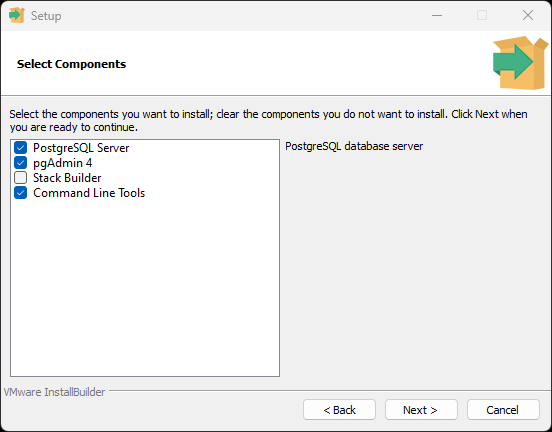 Setup
Select Components
Select the components you want to install; clear the components you do not want to install. Click Next when
you are ready to continue.
PostgreSQL Server
PostgreSQL database server
pgAdmin 4
Stack Builder
Command Line Tools
VMware InstallBuilder
< Back
Next >
Cancel